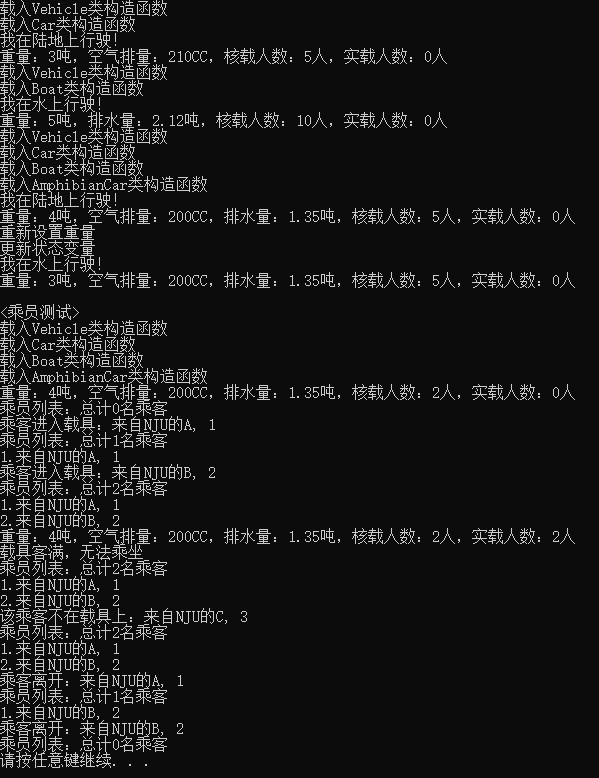 载入Vehicle类构造函数
载入Car类构造函数
我在陆地上行驶!
重量: 3吨, 空气排量: 210CC, 核载人数: 5人, 实载人数: 0人
载入Vehicle类构造函数
载入Boat类构造函数
我在水上行驶!
重量: 5吨, 排水量: 2.12吨, 核载人数: 10人, 实载人数: 0人
载入Vehicle类构造函数
载入Car类构造函数
载入Boat类构造函数
载入AmphibianCar类构造函数
我在陆地上行驶!
重量: 4吨, 空气排量: 200CC, 排水量: 1.35吨, 核载人数: 5人, 实载人数: 0人
重新设置重量
更新状态变量
我在水上行驶!
重量: 3吨, 空气排量: 200CC, 排水量: 1.35吨, 核载人数: 5人, 实载人数: 0人
<乘员测试>
载入Vehicle类构造函数
载入Car类构造函数
载入Boat类构造函数
载入AmphibianCar类构造函数
重量: 4吨, 空气排量: 200CC, 排水量: 1.35吨, 核载人数: 2人, 实载人数: 0人
乘员列表: 总计0名乘客
乘客进入载具: 来自NJU的A, 1
乘员列表: 总计1名乘客
1.来自NJU的A, 1
乘客进入载具: 来自NJU的B, 2
乘员列表: 总计2名乘客
1.来自NJU的A, 1
2.来自NJU的B, 2
重量: 4吨, 空气排量: 200CC, 排水量: 1.35吨, 核载人数: 2人, 实载人数: 2人
载具客满, 无法乘坐
乘员列表: 总计2名乘客
1.来自NJU的A, 1
2.来自NJU的B, 2
该乘客不在载具上: 来自NJU的C, 3
乘员列表: 总计2名乘客
1.来自NJU的A, 1
2.来自NJU的B, 2
乘客离开: 来自NJU的A, 1
乘员列表: 总计1名乘客
1.来自NJU的B, 2
乘客离开: 来自NJU的B, 2
乘员列表: 总计0名乘客
请按任意键继续. . .